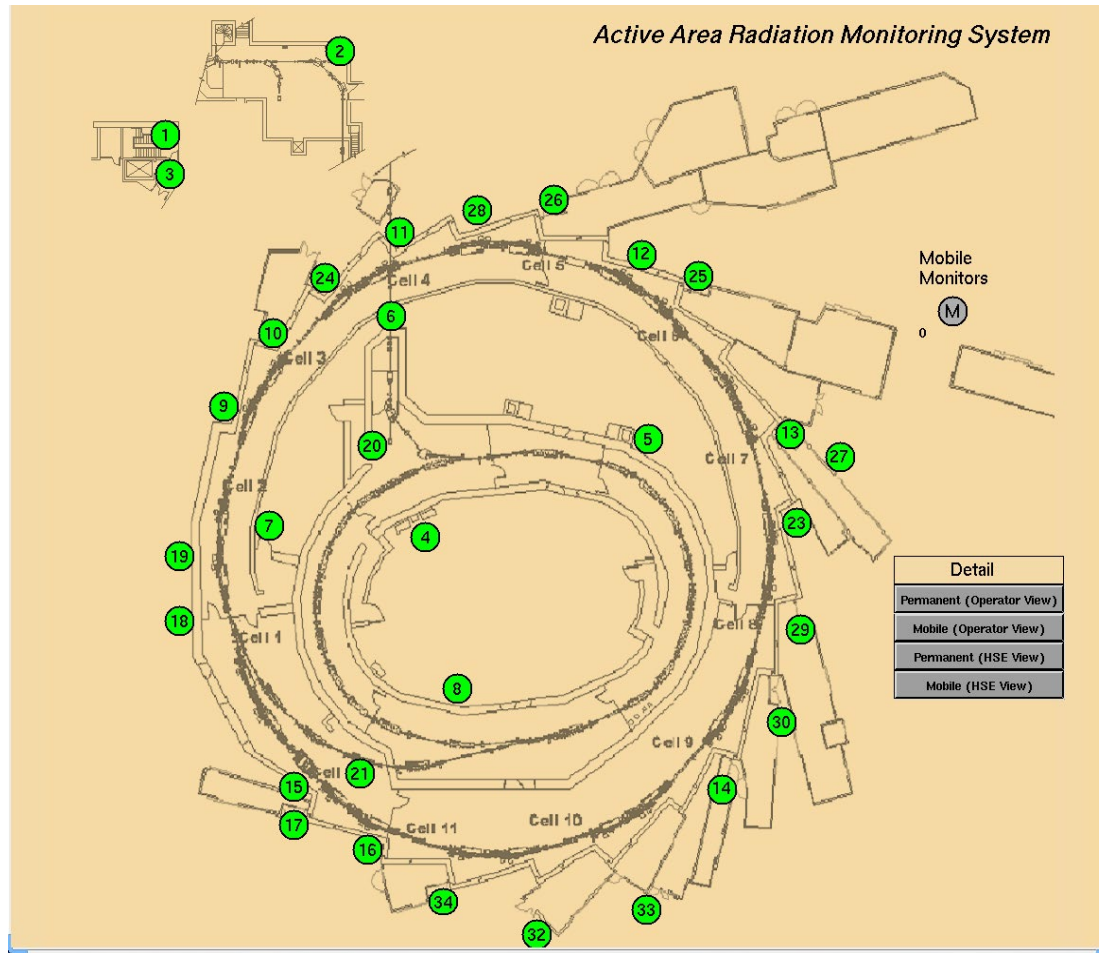 Active Area Radiation Monitoring System
2
1
3
28
26
11
12
24
25
Cell 5
Cell 4
Mobile
Monitors
M
0
6
10
Cell 6
Cell 3
9
13
5
20
27
Cell 7
Cell 2
7
23
4
19
Detail
Permanent (Operator View)
Mobile (Operator View)
Permanent (HSE View)
Mobile (HSE View)
18
Cell 8
29
Cell 1
8
30
Cell 9
Cell
21
15
14
17
Cell 11
Cell 10
16
34
33
32